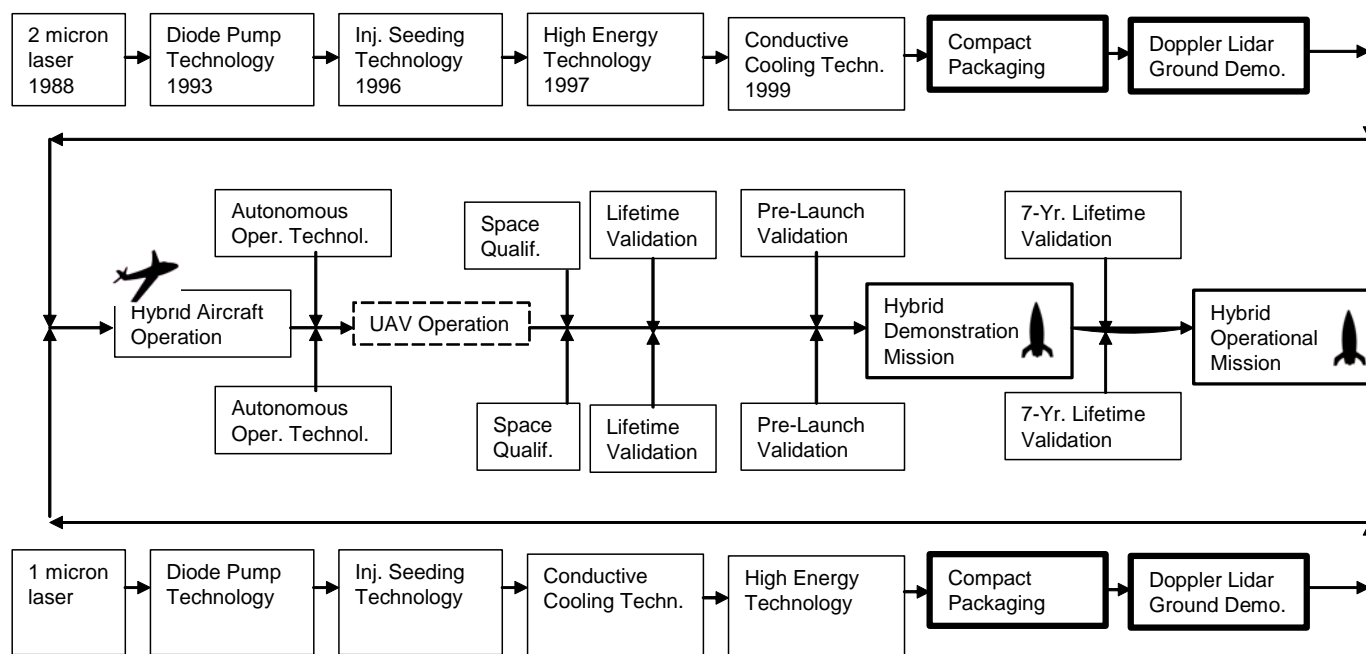 2 micron
laser
1988
Diode Pump
Technology
1993
Inj. Seeding
Technology
1996
High Energy
Technology
1997
Conductive
Cooling Techn.
1999
Compact
Packaging
Doppler Lidar
Ground Demo.
Autonomous
Oper. Technol.
Space
Qualif.
Lifetime
Validation
Pre-Launch
Validation
7-Yr. Lifetime
Validation
Hybrid Aircraft
Operation
UAV Operation
Hybrid
Demonstration
Mission
Hybrid
Operational
Mission
Autonomous
Oper. Technol.
Space
Qualif.
Lifetime
Validation
Pre-Launch
Validation
7-Yr. Lifetime
Validation
1 micron
laser
Diode Pump
Technology
Inj. Seeding
Technology
Conductive
Cooling Techn.
High Energy
Technology
Compact
Packaging
Doppler Lidar
Ground Demo.